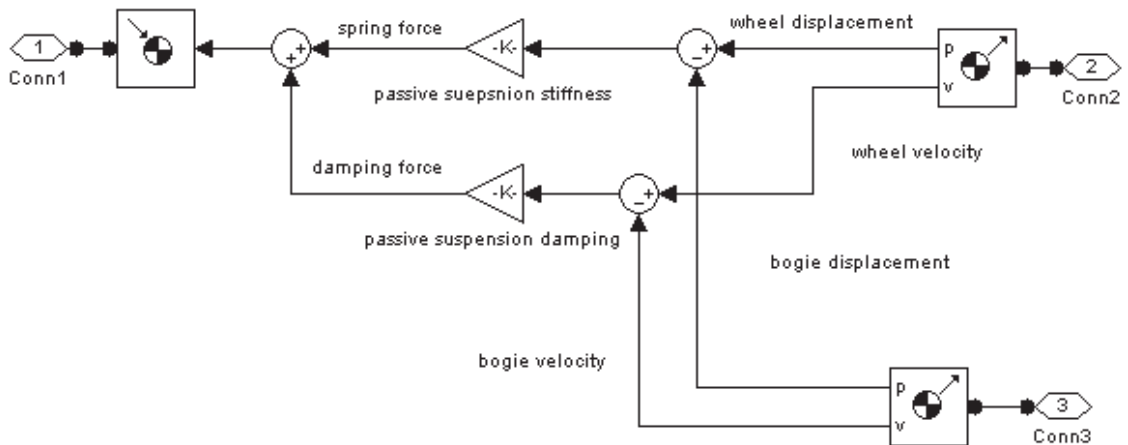 spring force
wheel displacement
1
Conn1
+
+
-K-
+
−
p
v
2
Conn2
passive suepsnion stiffness
wheel velocity
damping force
-K-
+
−
passive suspension damping
bogie displacement
bogie velocity
p
v
3
Conn3